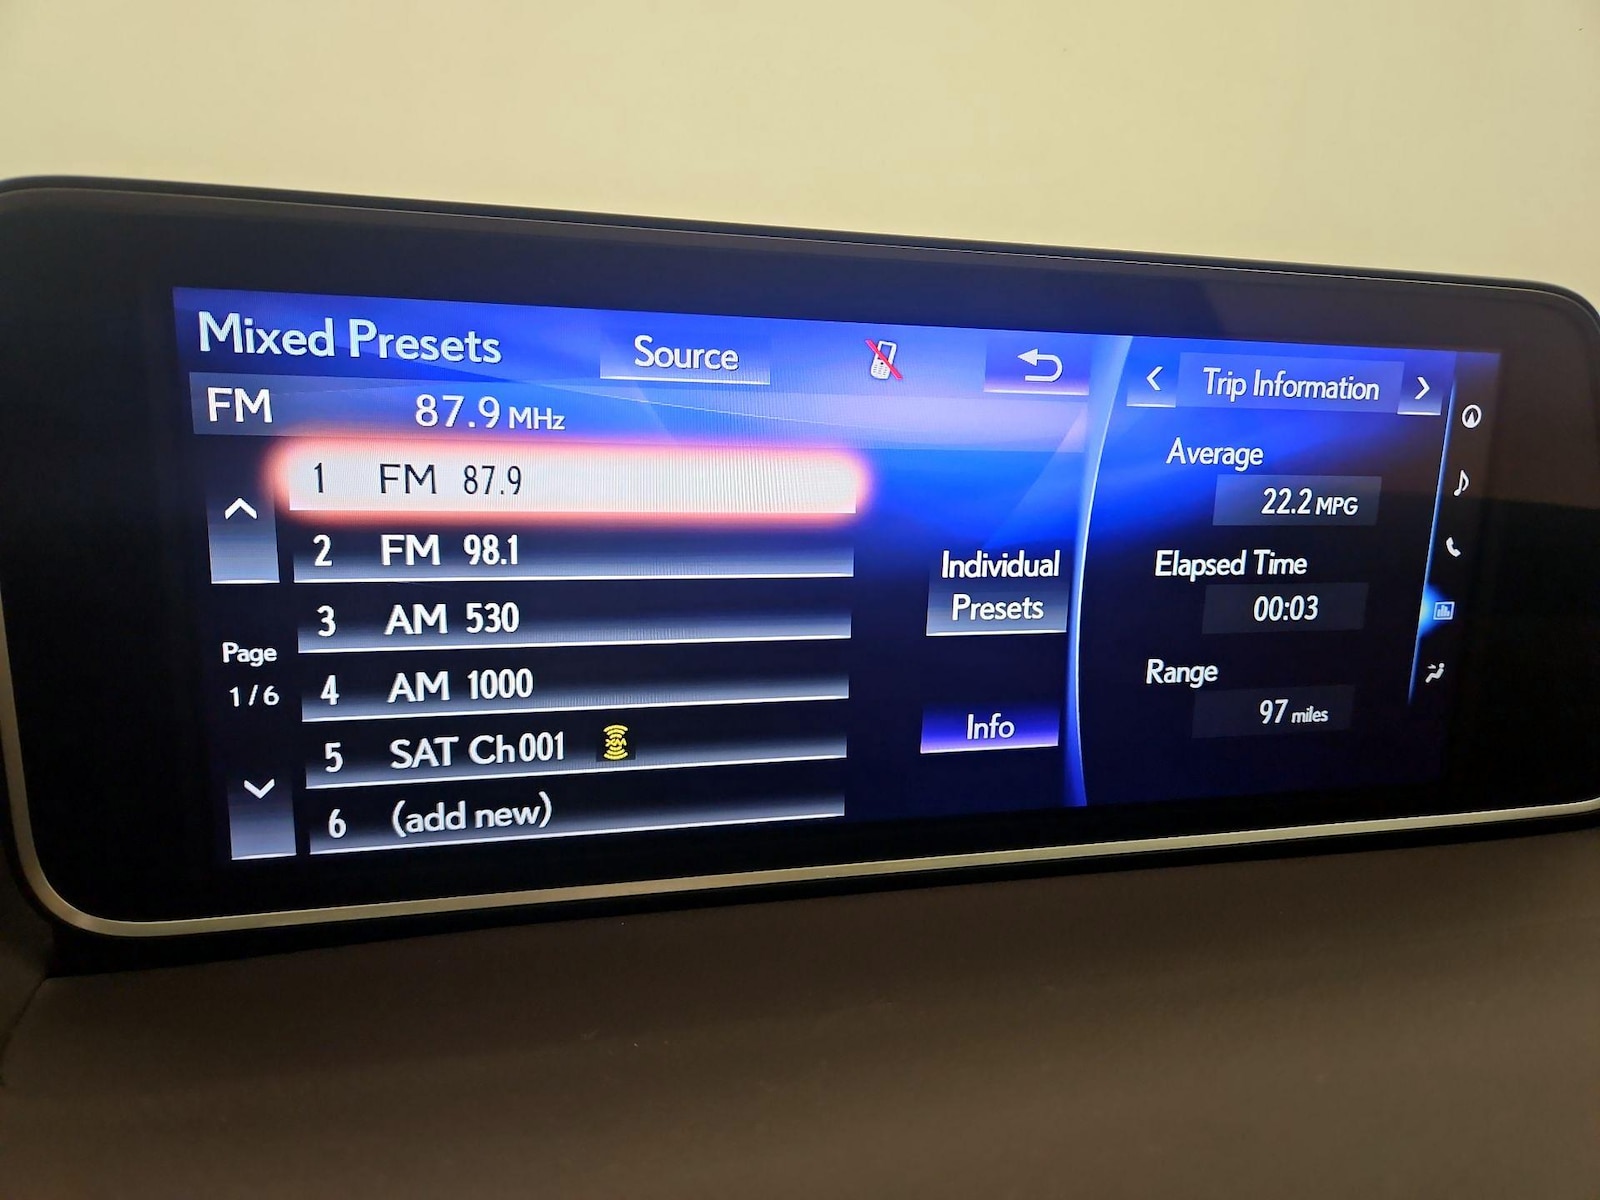 Mixed Presets
Source
FM 87.9 MHz
1 FM 87.9
2 FM 98.1
3 AM 530
4 AM 1000
5 SAT Ch001
6 (add new)
Page
1/6
Individual
Presets
Info
Trip Information
Average
22.2 MPG
Elapsed Time
00:03
Range
97 miles